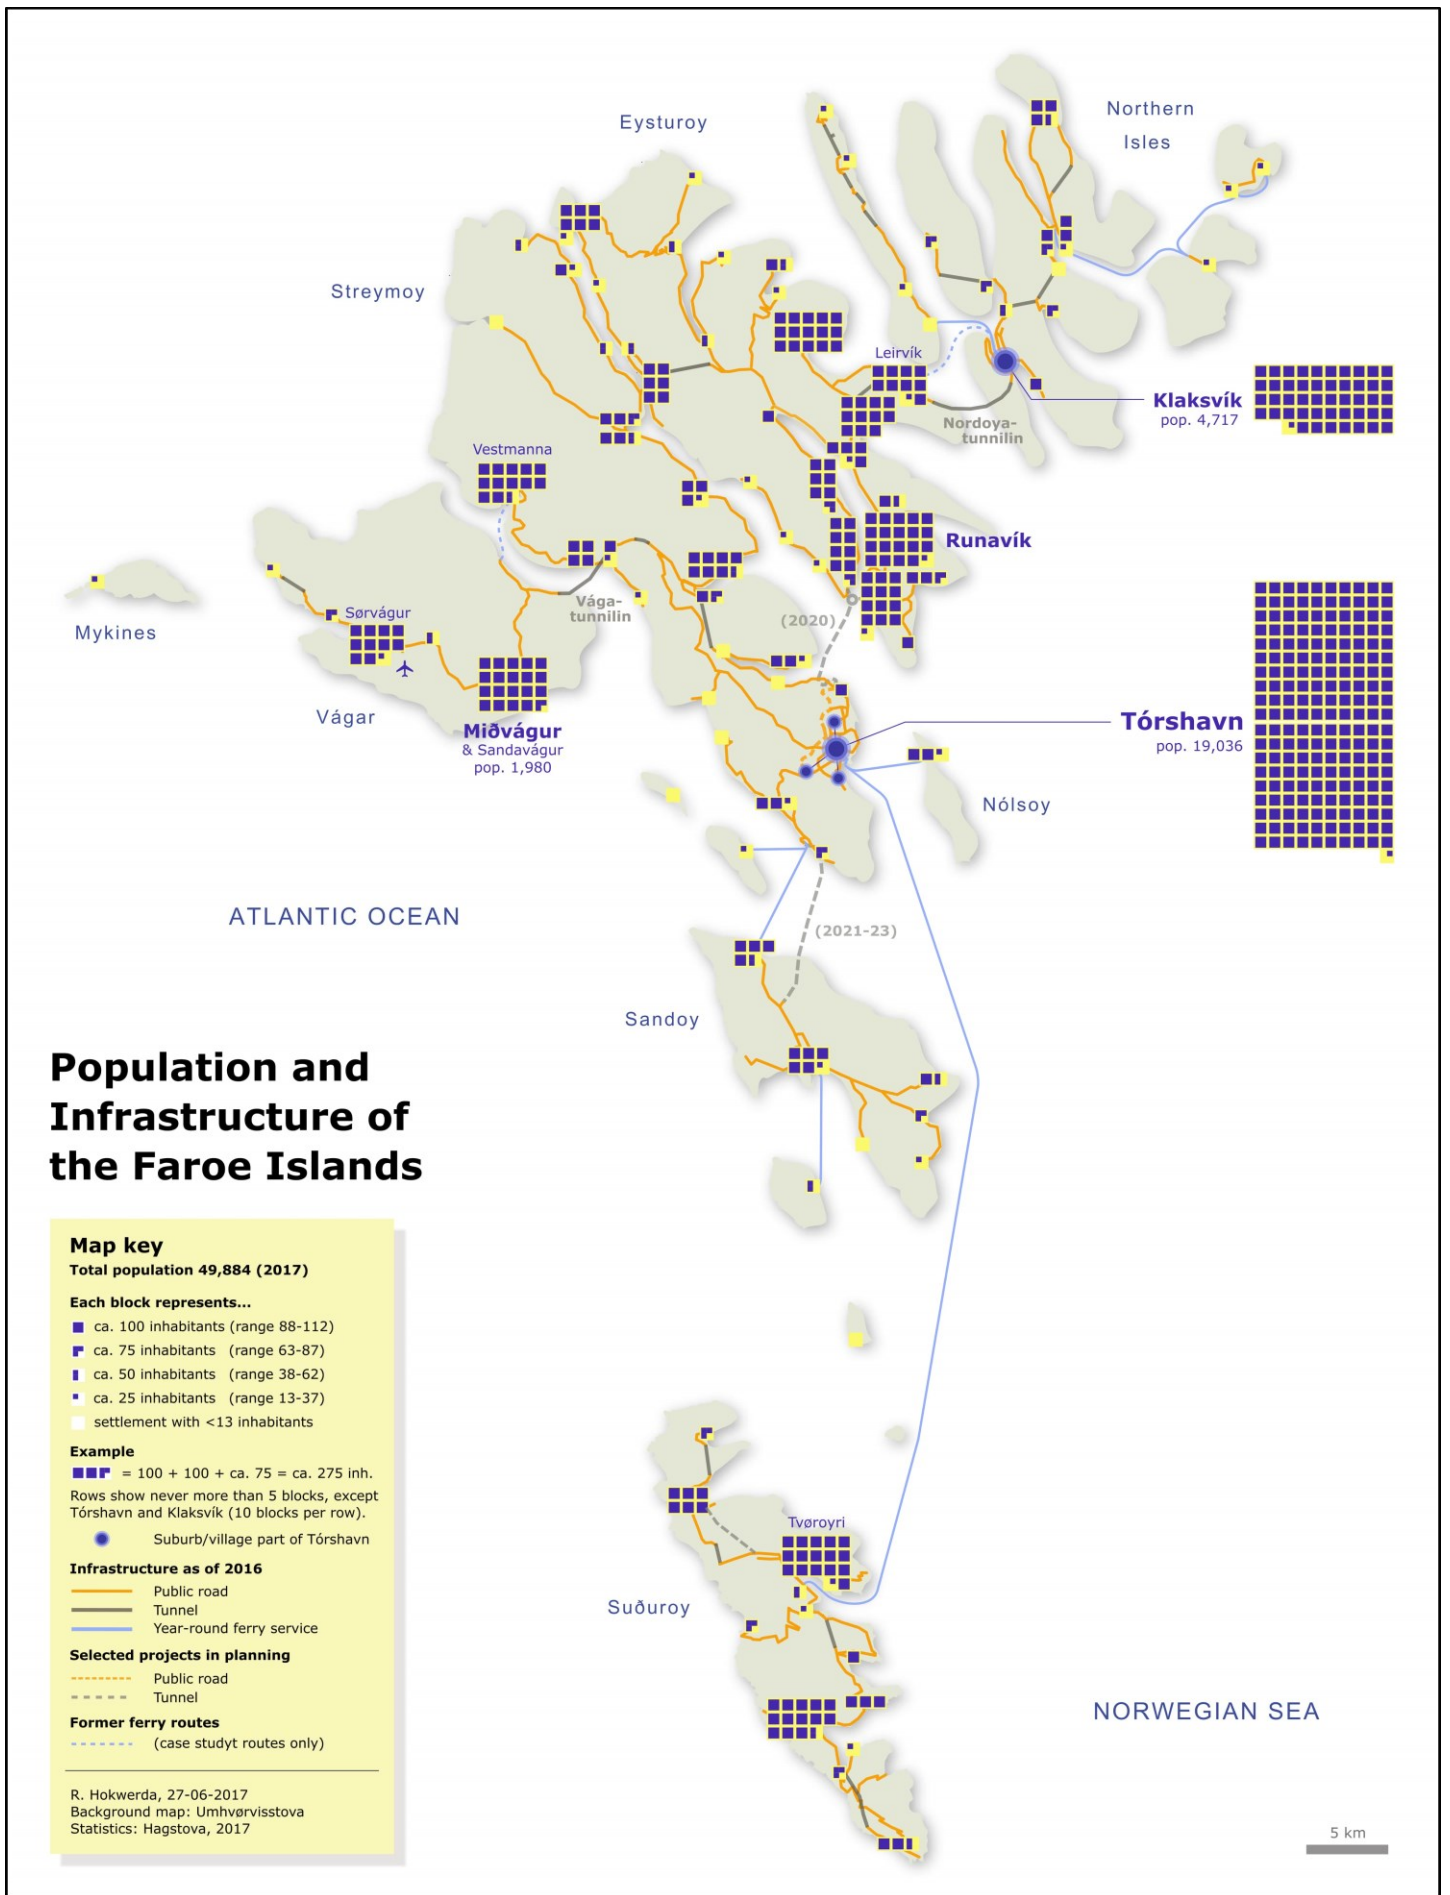 Eysturoy
Northern
Isles
Streymoy
Leirvík
Klaksvík
pop. 4,717
Nordoya-
tunnilin
Vestmanna
Runavík
Mykines
Sørvágur
Vága-
tunnilin
(2020)
Vágar
Miðvágur
& Sandavágur
pop. 1,980
Tórshavn
pop. 19,036
Nólsoy
ATLANTIC OCEAN
(2021-23)
Sandoy
Population and
Infrastructure of
the Faroe Islands
Map key
Total population 49,884 (2017)
Each block represents...
ca. 100 inhabitants (range 88-112)
ca. 75 inhabitants (range 63-87)
ca. 50 inhabitants (range 38-62)
ca. 25 inhabitants (range 13-37)
settlement with <13 inhabitants
Example
= 100 + 100 + ca. 75 = ca. 275 inh.
Rows show never more than 5 blocks, except
Tórshavn and Klaksvík (10 blocks per row).
Suburb/village part of Tórshavn
Infrastructure as of 2016
Public road
Tunnel
Year-round ferry service
Selected projects in planning
Public road
Tunnel
Former ferry routes
(case studyt routes only)
R. Hokwerda, 27-06-2017
Background map: Umhvørvisstova
Statistics: Hagstova, 2017
Tvøroyri
Suðuroy
NORWEGIAN SEA
5 km